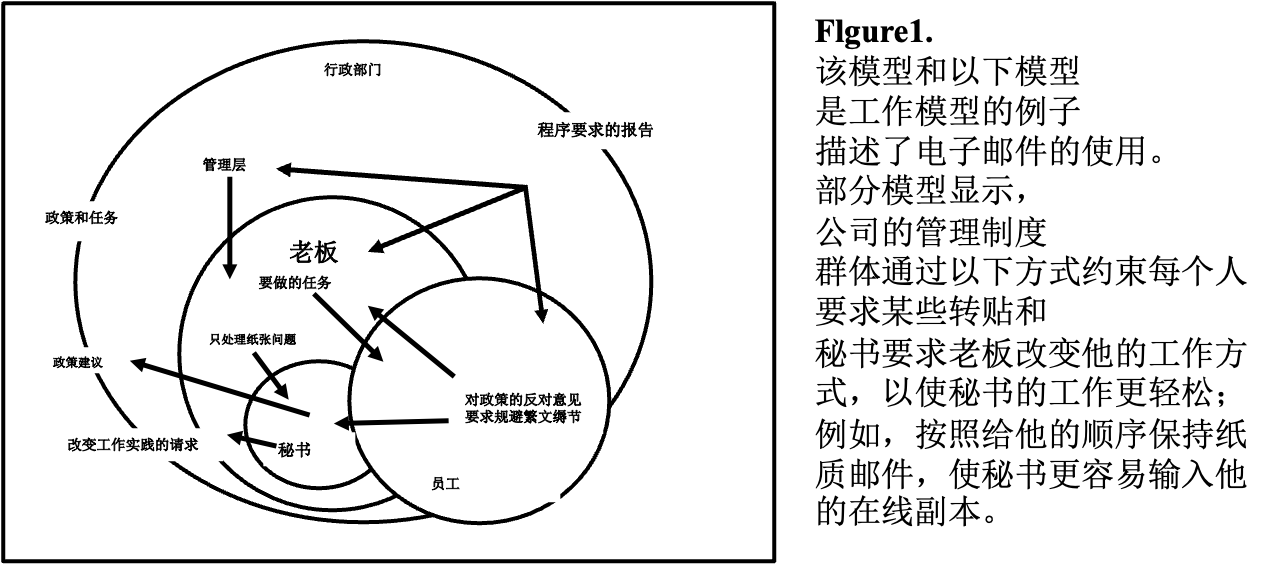 行政部门
程序要求的报告
管理层
政策和任务
老板
要做的任务
只处理纸张问题
政策建议
对政策的反对意见
要求规避繁文缛节
改变工作实践的请求
秘书
员工
FIgure1.
该模型和以下模型
是工作模型的例子
描述了电子邮件的使用。
部分模型显示，
公司的管理制度
群体通过以下方式约束每个人
要求某些转贴和
秘书要求老板改变他的工作方
式，以使秘书的工作更轻松；
例如，按照给他的顺序保持纸
质邮件，使秘书更容易输入他
的在线副本。